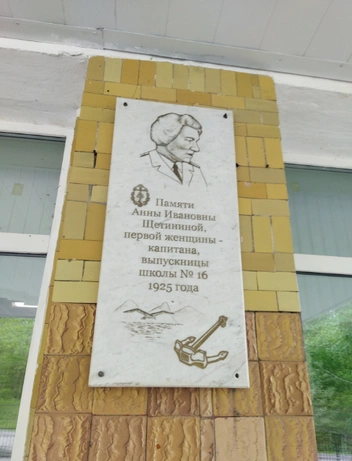 Памяти
Анны Ивановны
Щетининой,
первой женщины -
капитана,
выпускницы
школы № 16
1925 года